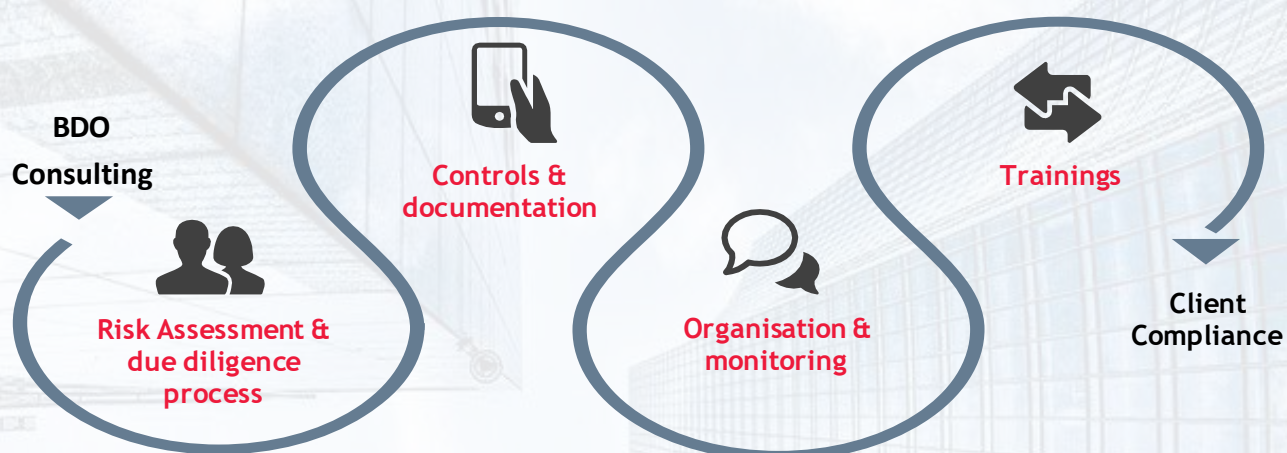 BDO
Consulting
Risk Assessment &
due diligence
process
Controls &
documentation
Organisation &
monitoring
Trainings
Client
Compliance